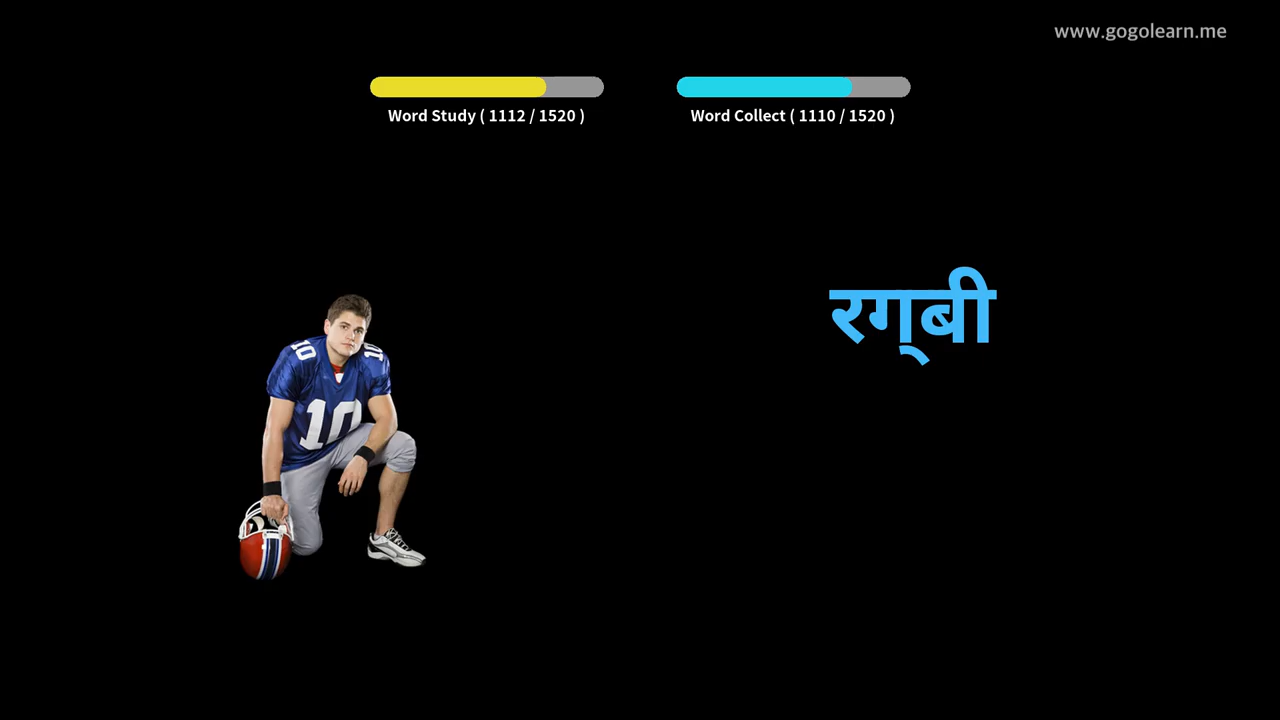 www.gogolearn.me
Word Study ( 1112 / 1520 )
Word Collect ( 1110 / 1520 )
रग्‌बी
10
10
10